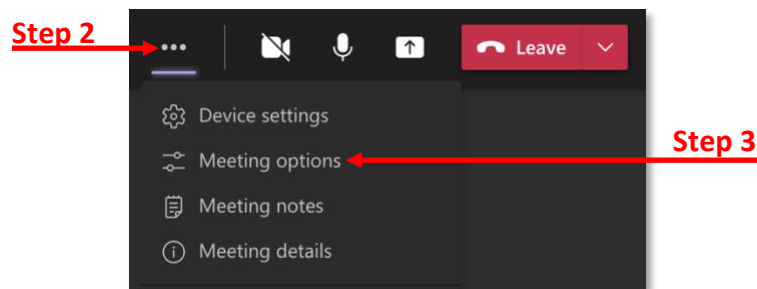 Step 2
Leave
Device settings
Meeting options
Step 3
Meeting notes
Meeting details